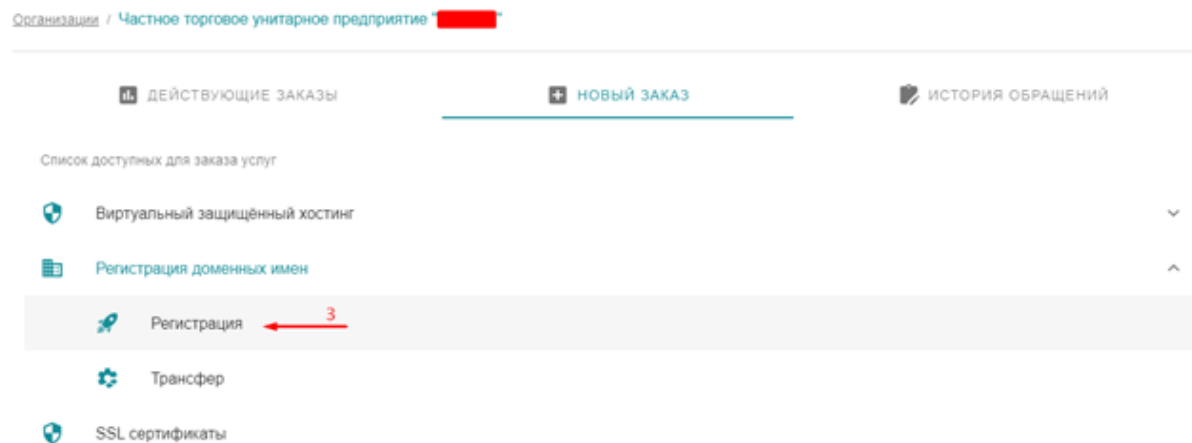 Организации / Частное торговое унитарное предприятие " "
ДЕЙСТВУЮЩИЕ ЗАКАЗЫ НОВЫЙ ЗАКАЗ ИСТОРИЯ ОБРАЩЕНИЙ
Список доступных для заказа услуг
Виртуальный защищённый хостинг
Регистрация доменных имен
Регистрация 3
Трансфер
SSL сертификаты